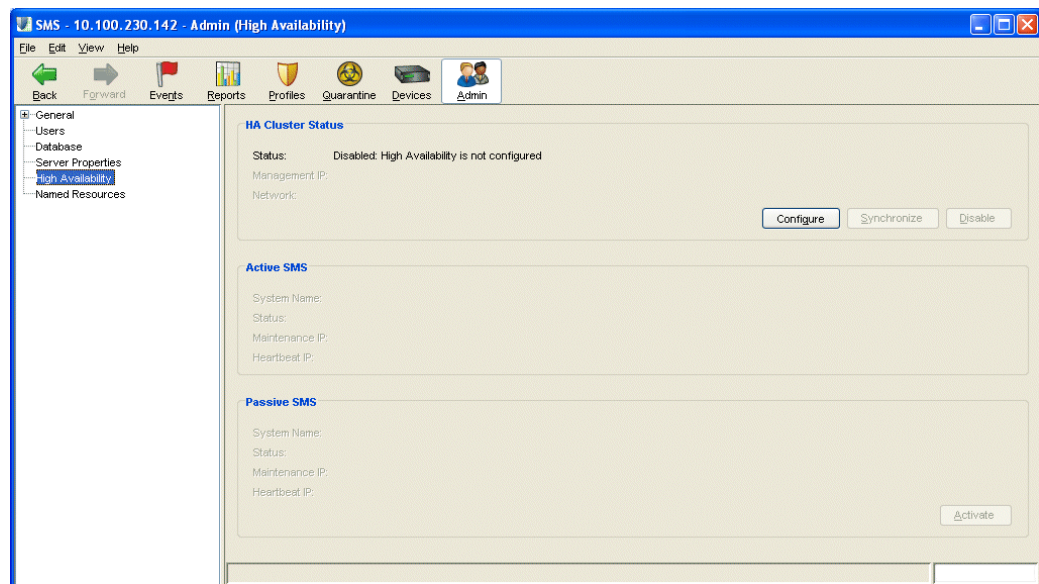 SMS - 10.100.230.142 - Admin (High Availability)
File Edit View Help
Back Forward Events Reports Profiles Quarantine Devices Admin
General
Users
Database
Server Properties
High Availability
Named Resources
HA Cluster Status
Status: Disabled: High Availability is not configured
Management IP:
Network:
Configure Synchronize Disable
Active SMS
System Name:
Status:
Maintenance IP:
Heartbeat IP:
Passive SMS
System Name:
Status:
Maintenance IP:
Heartbeat IP:
Activate